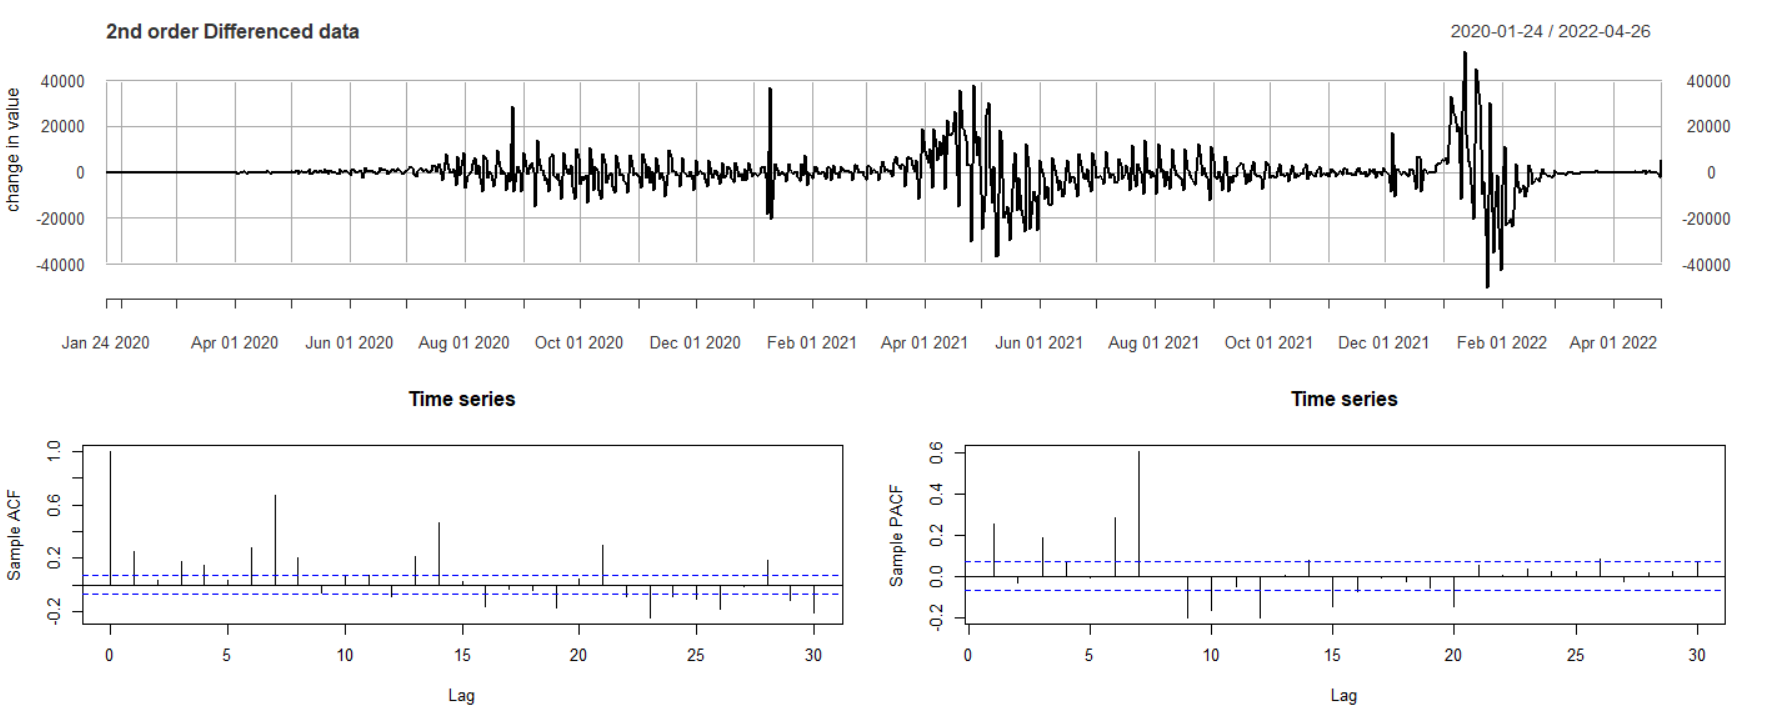 2nd order Differenced data
2020-01-24 / 2022-04-26
change in value
40000
20000
0
-20000
-40000
40000
20000
0
-20000
-40000
Jan 24 2020 Apr 01 2020 Jun 01 2020 Aug 01 2020 Oct 01 2020 Dec 01 2020 Feb 01 2021 Apr 01 2021 Jun 01 2021 Aug 01 2021 Oct 01 2021 Dec 01 2021 Feb 01 2022 Apr 01 2022
Time series
Sample ACF
1.0
0.6
0.2
-0.2
0 5 10 15 20 25 30
Lag
Time series
Sample PACF
0.6
0.4
0.2
0.0
-0.2
0 5 10 15 20 25 30
Lag